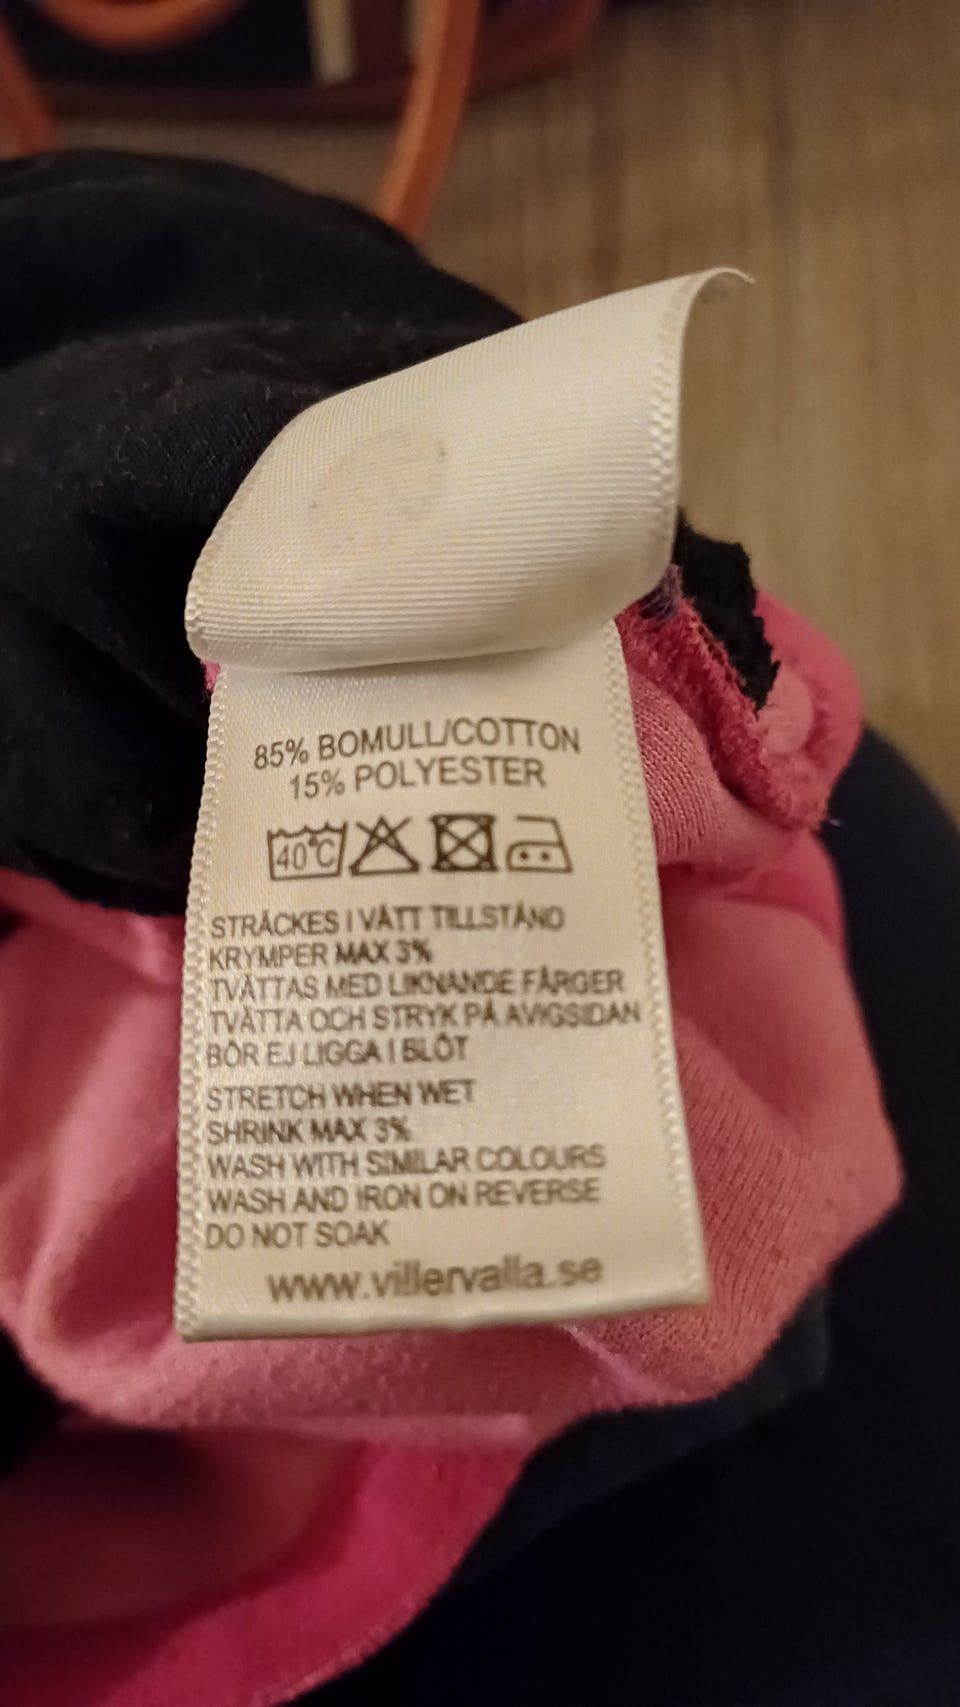 85% BOMULL/COTTON
15% POLYESTER
40°C
STRÄCKES I VÅTT TILLSTÅND
KRYMPER MAX 3%
TVÄTTAS MED LIKNANDE FÄRGER
TVÄTTA OCH STRYK PÅ AVIGSIDAN
BÖR EJ LIGGA I BLÖT
STRETCH WHEN WET
SHRINK MAX 3%
WASH WITH SIMILAR COLOURS
WASH AND IRON ON REVERSE
DO NOT SOAK
www.villervalla.se